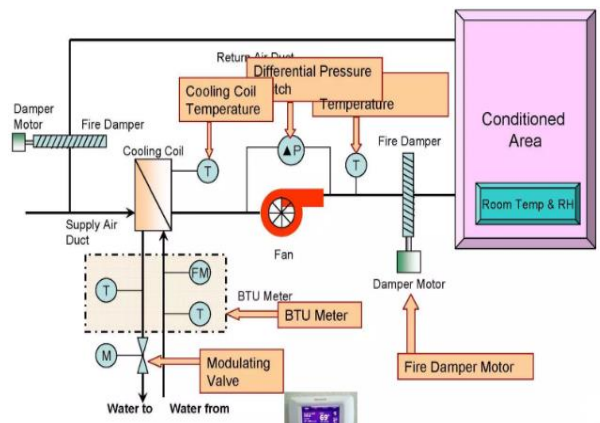 Return Air Duct
Differential Pressure
tch
Temperature
Cooling Coil
Temperature
Damper
Motor
Fire Damper
Cooling Coil
T
ΔP
T
Fire Damper
Conditioned
Area
Room Temp & RH
Supply Air
Duct
Fan
Damper Motor
FM
T
T
BTU Meter
BTU Meter
M
Modulating
Valve
Fire Damper Motor
Water to
Water from